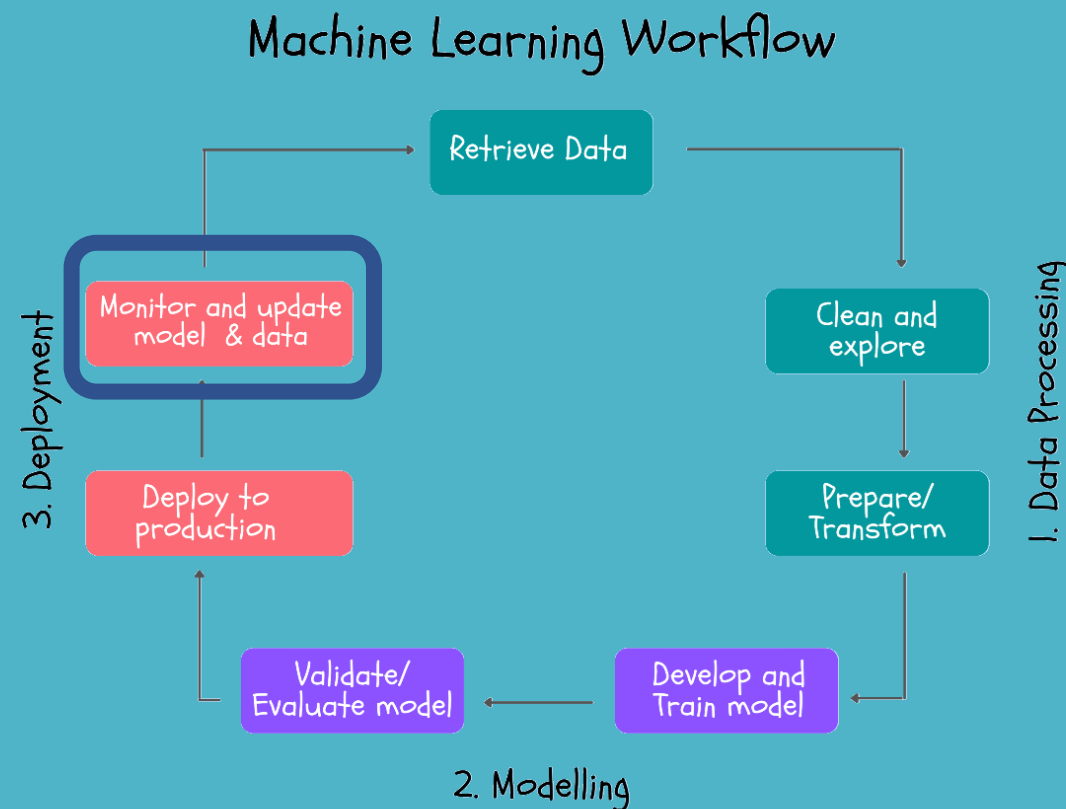 Machine Learning Workflow
Retrieve Data
Clean and
explore
Prepare/
Transform
1. Data Processing
Develop and
Train model
Validate/
Evaluate model
2. Modelling
Deploy to
production
Monitor and update
model & data
3. Deployment